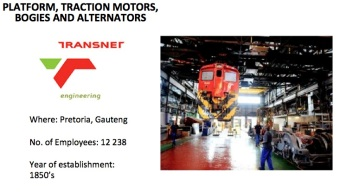 PLATFORM, TRACTION MOTORS,
BOGIES AND ALTERNATORS
TRANSNET
engineering
Where: Pretoria, Gauteng
No. of Employees: 12 238
Year of establishment:
1850's